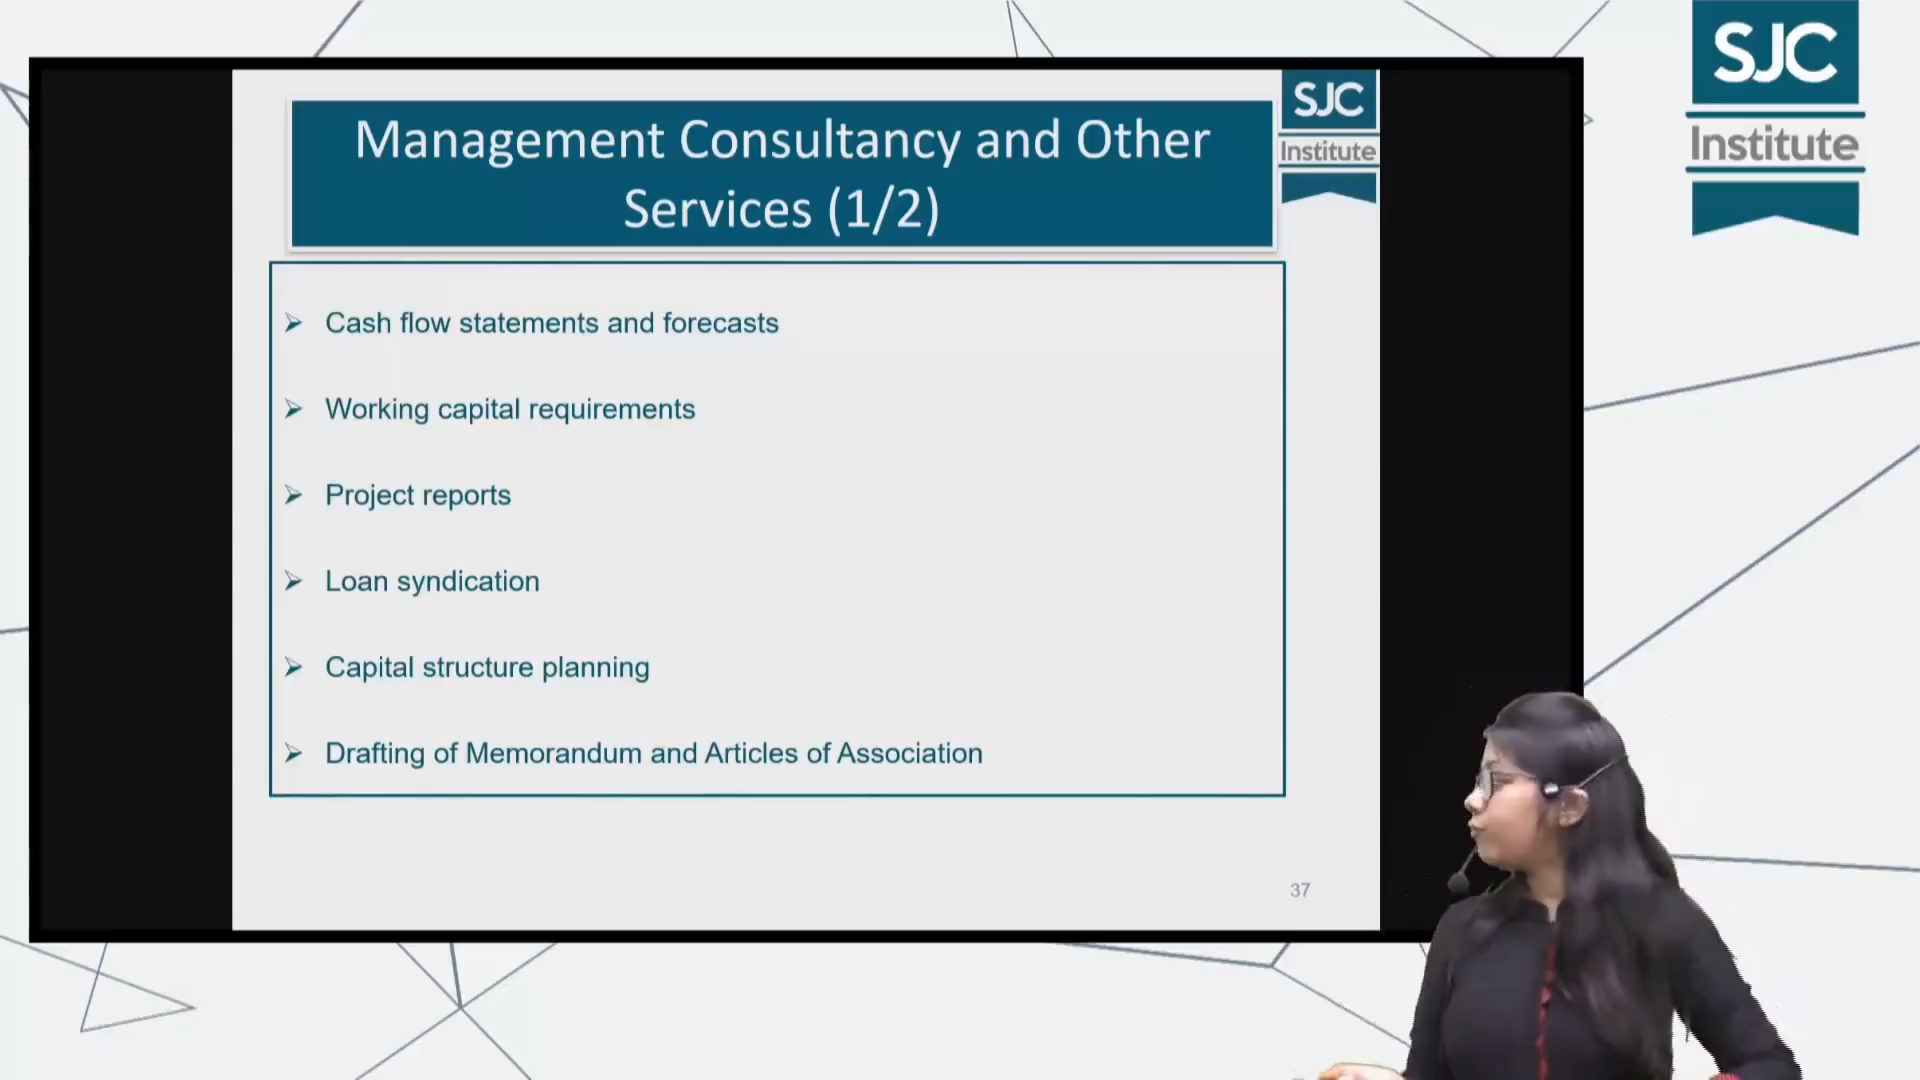 SJC
Institute
Management Consultancy and Other
Services (1/2)
SJC
Institute
➢ Cash flow statements and forecasts
➢ Working capital requirements
➢ Project reports
➢ Loan syndication
➢ Capital structure planning
➢ Drafting of Memorandum and Articles of Association
37